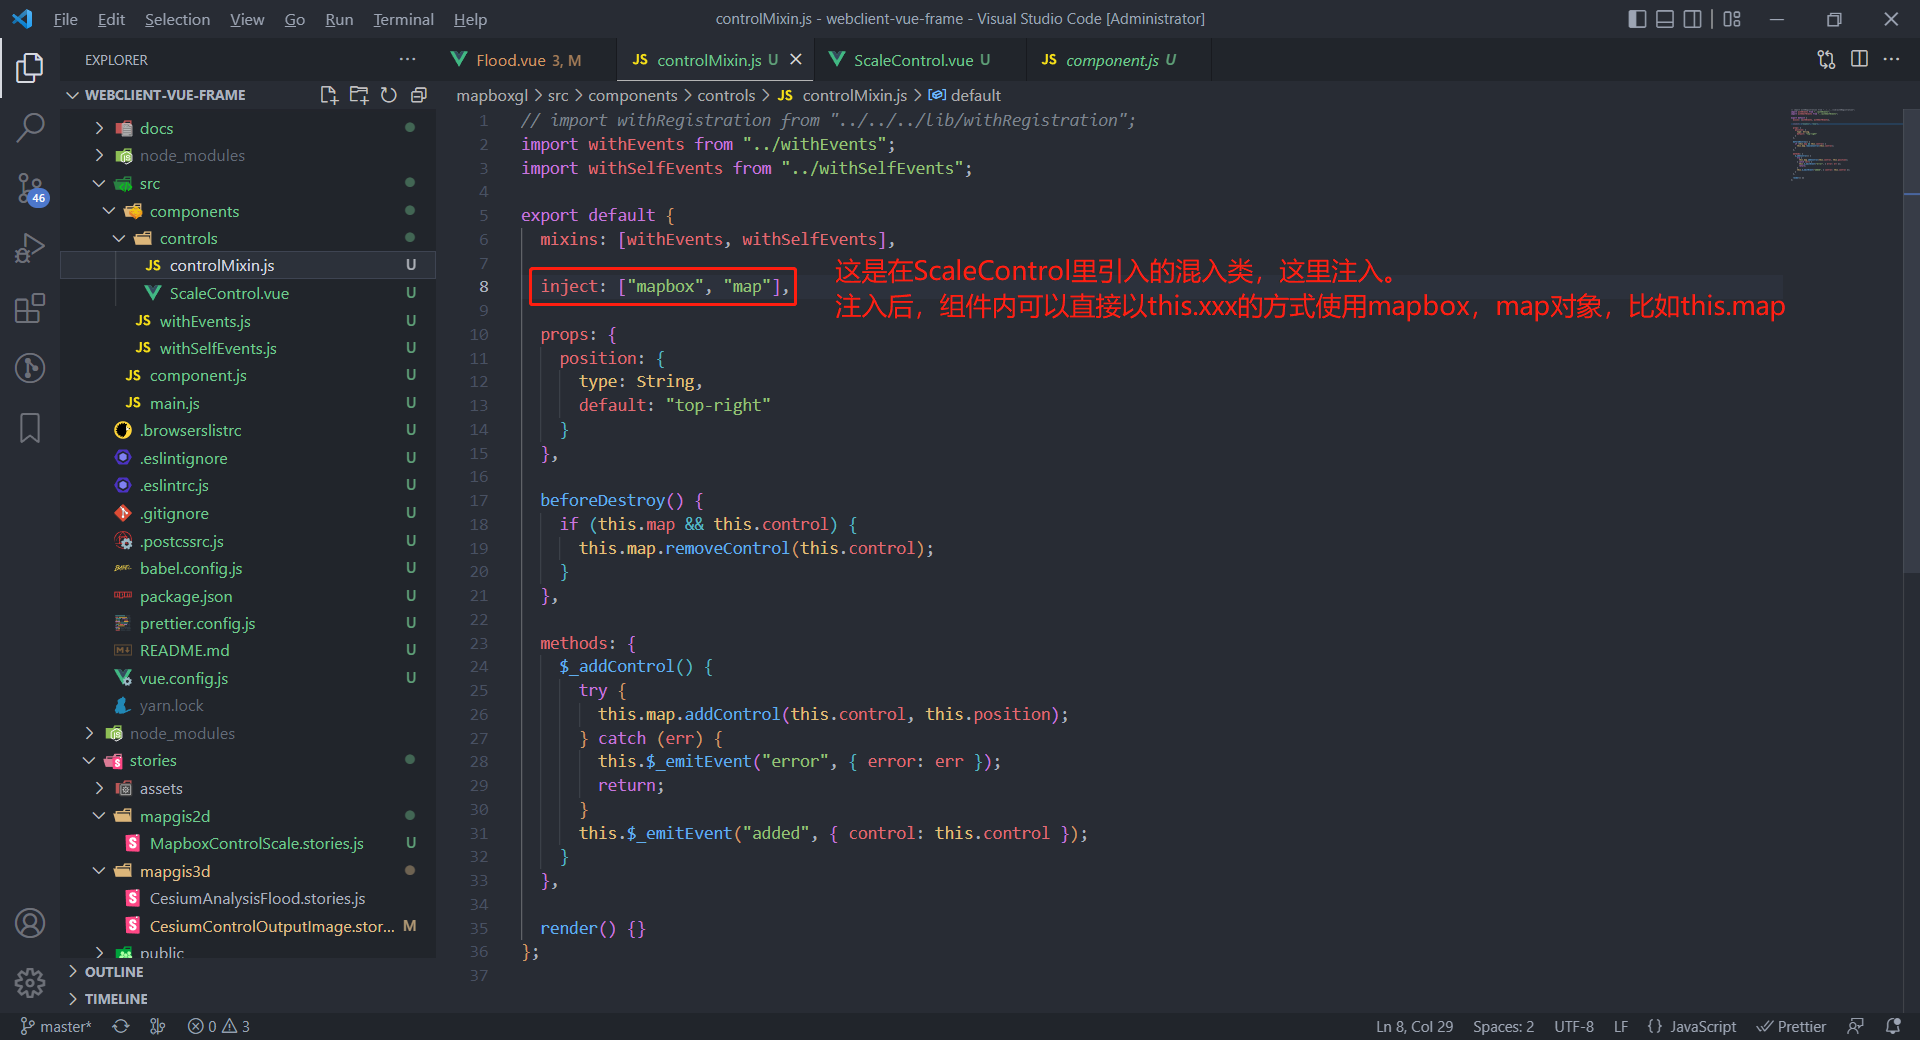 File Edit Selection View Go Run Terminal Help
controlMixin.js - webclient-vue-frame - Visual Studio Code [Administrator]
EXPLORER
Flood.vue 3, M
JS controlMixin.js U
ScaleControl.vue U
JS component.js U
WEBCLIENT-VUE-FRAME
mapboxgl > src > components > controls > JS controlMixin.js > default
docs
node_modules
src
components
controls
JS controlMixin.js U
ScaleControl.vue U
JS withEvents.js U
JS withSelfEvents.js U
JS component.js U
JS main.js U
.browserslistrc U
.eslintignore U
.eslintrc.js U
.gitignore U
.postcssrc.js U
babel.config.js U
package.json U
prettier.config.js U
README.md U
vue.config.js U
yarn.lock
node_modules
stories
assets
mapgis2d
MapboxControlScale.stories.js U
mapgis3d
CesiumAnalysisFlood.stories.js
CesiumControlOutputImage.stor... M
public
OUTLINE
TIMELINE
46
1 // import withRegistration from "../../../lib/withRegistration";
2 import withEvents from "../withEvents";
3 import withSelfEvents from "../withSelfEvents";
4
5 export default {
6 mixins: [withEvents, withSelfEvents],
7
8 inject: ["mapbox", "map"],
9
10 props: {
11 position: {
12 type: String,
13 default: "top-right"
14 }
15 },
16
17 beforeDestroy() {
18 if (this.map && this.control) {
19 this.map.removeControl(this.control);
20 }
21 },
22
23 methods: {
24 $_addControl() {
25 try {
26 this.map.addControl(this.control, this.position);
27 } catch (err) {
28 this.$_emitEvent("error", { error: err });
29 return;
30 }
31 this.$_emitEvent("added", { control: this.control });
32 }
33 },
34
35 render() {}
36 };
37
这是在ScaleControl里引入的混入类，这里注入。
注入后，组件内可以直接以this.xxx的方式使用mapbox，map对象，比如this.map
master* 0 3
Ln 8, Col 29 Spaces: 2 UTF-8 LF {} JavaScript Prettier